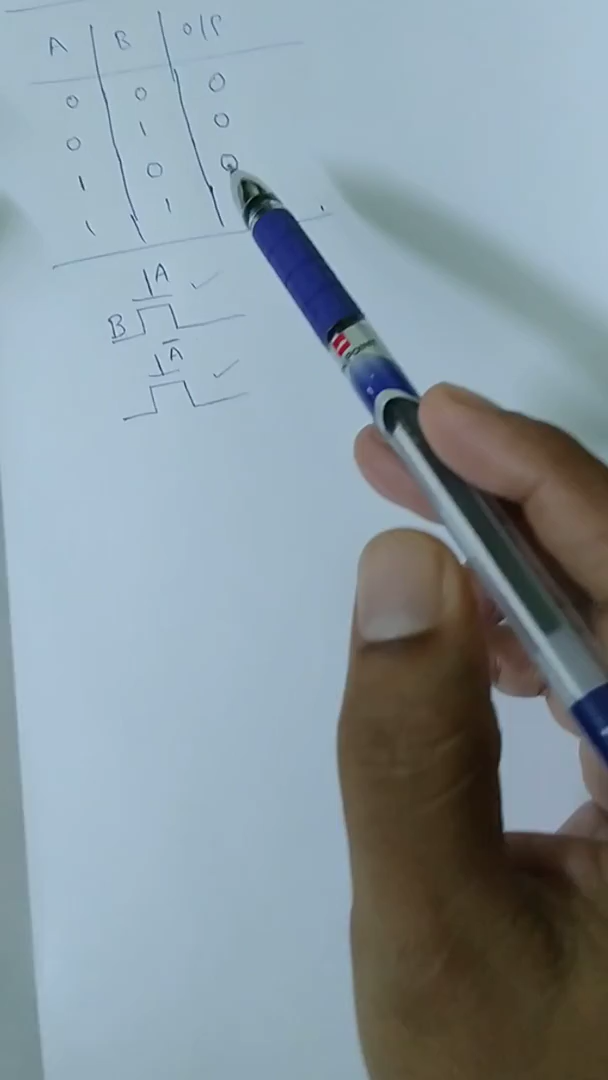 A B O/P
0 0 0
0 1 0
1 0 0
1 1
A
B
A̅